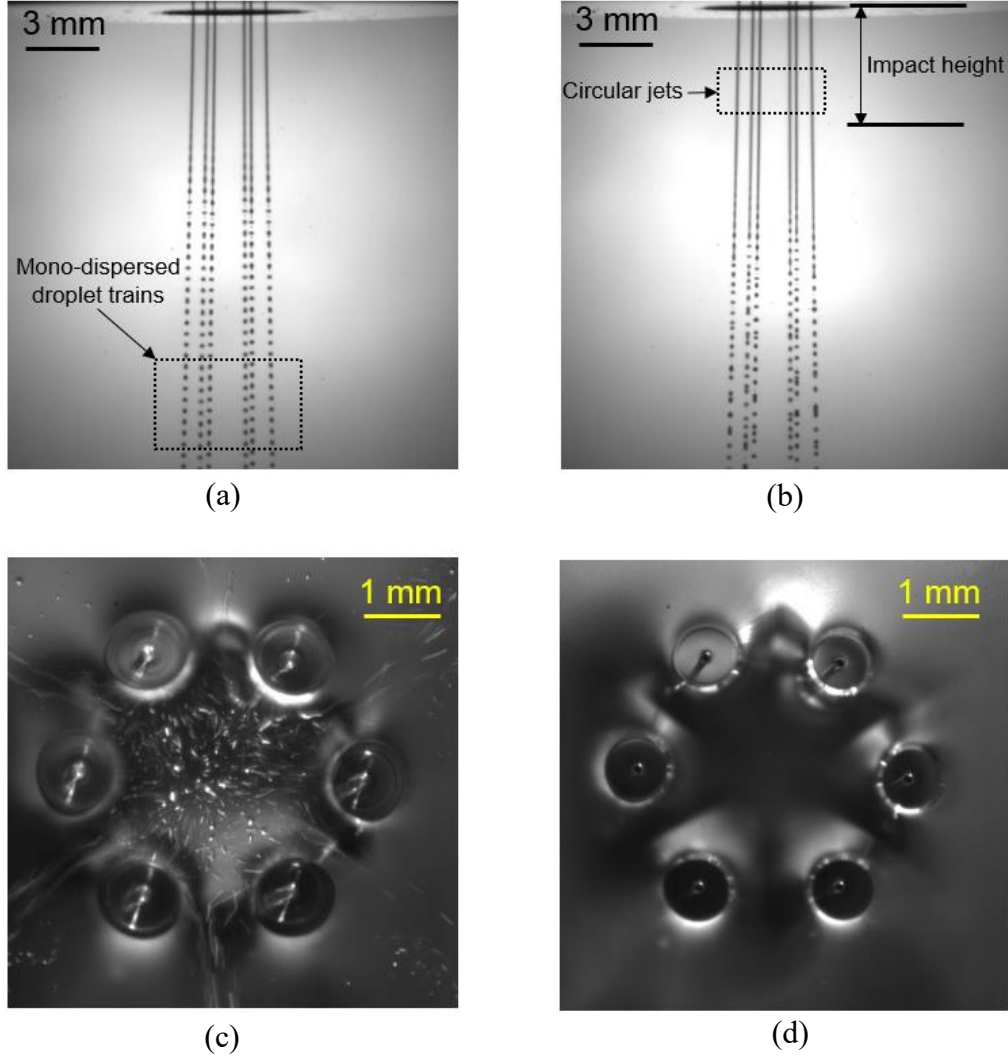 3 mm
Mono-dispersed
droplet trains
(a)
3 mm
Impact height
Circular jets
(b)
1 mm
(c)
1 mm
(d)